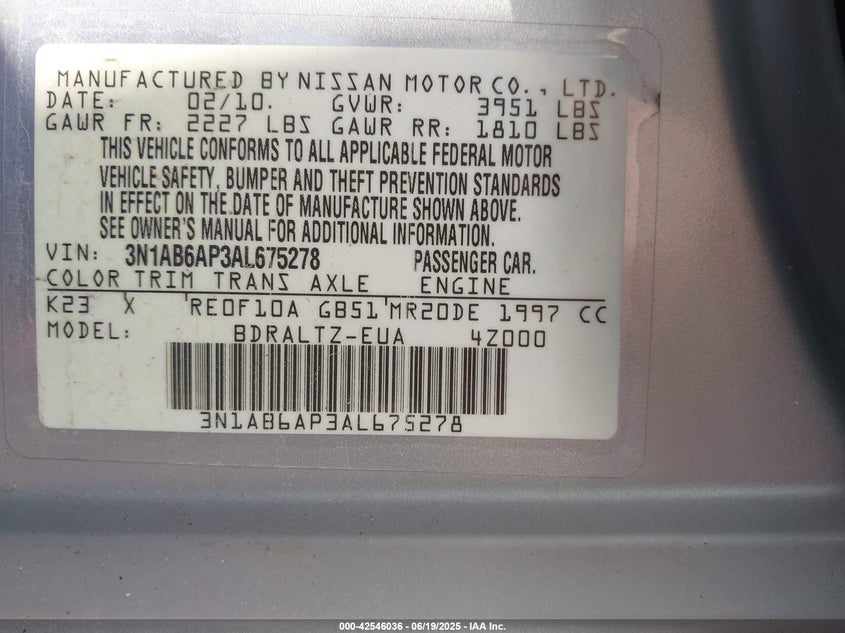 MANUFACTURED BY NISSAN MOTOR CO., LTD.
DATE: 02/10. GVWR: 3951 LBS
GAWR FR: 2227 LBS GAWR RR: 1810 LBS
THIS VEHICLE CONFORMS TO ALL APPLICABLE FEDERAL MOTOR
VEHICLE SAFETY, BUMPER AND THEFT PREVENTION STANDARDS
IN EFFECT ON THE DATE OF MANUFACTURE SHOWN ABOVE.
SEE OWNER'S MANUAL FOR ADDITIONAL INFORMATION.
VIN: 3N1AB6AP3AL675278 PASSENGER CAR.
COLOR TRIM TRANS AXLE ENGINE
K23 X RE0F10A GB51 MR20DE 1997 CC
MODEL: BDRALTZ-EUA 4Z000
3N1AB6AP3AL675278
000-42546036 - 06/19/2025 - IAA Inc.